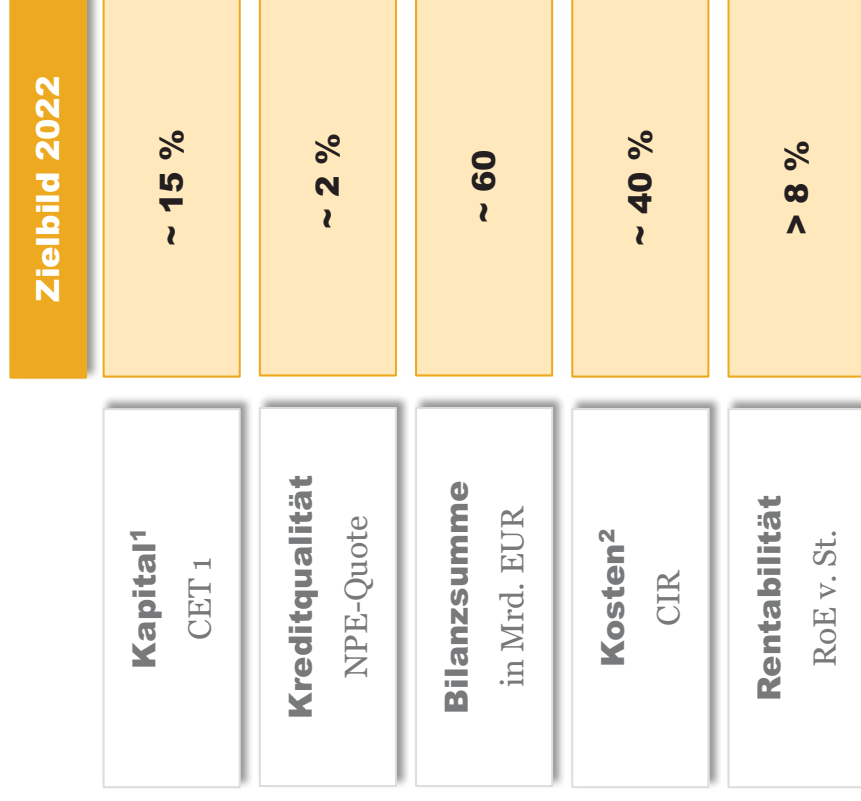 Zielbild 2022
Kapital¹
CET 1
~ 15 %
Kreditqualität
NPE-Quote
~ 2 %
Bilanzsumme
in Mrd. EUR
~ 60
Kosten²
CIR
~ 40 %
Rentabilität
RoE v. St.
> 8 %